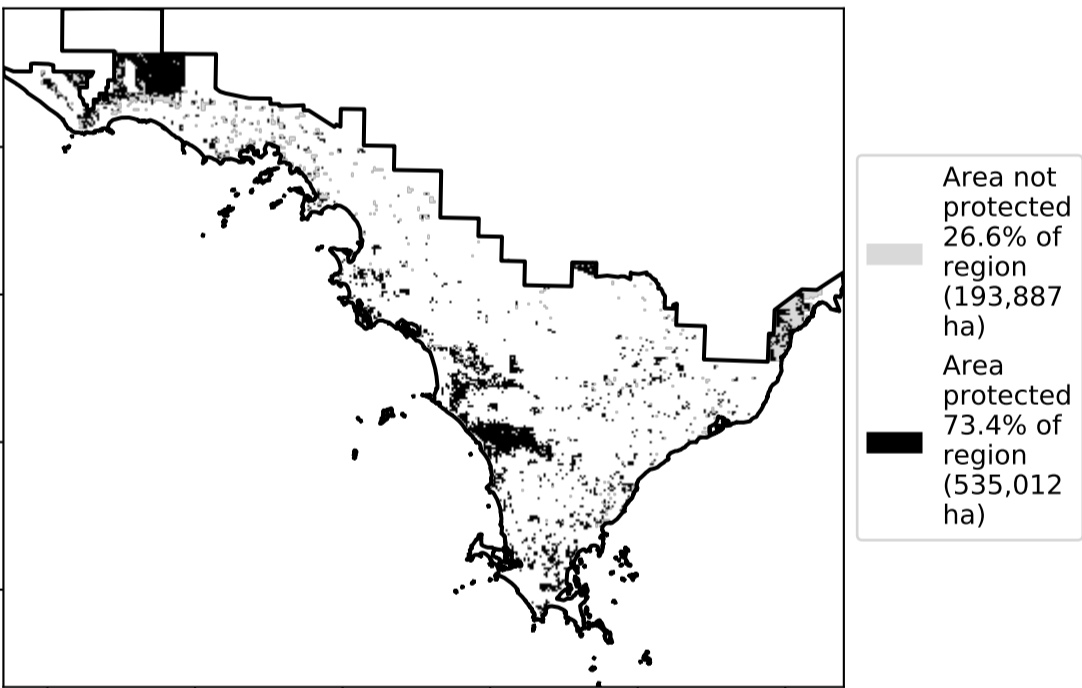 Area not
protected
26.6% of
region
(193,887
ha)
Area
protected
73.4% of
region
(535,012
ha)